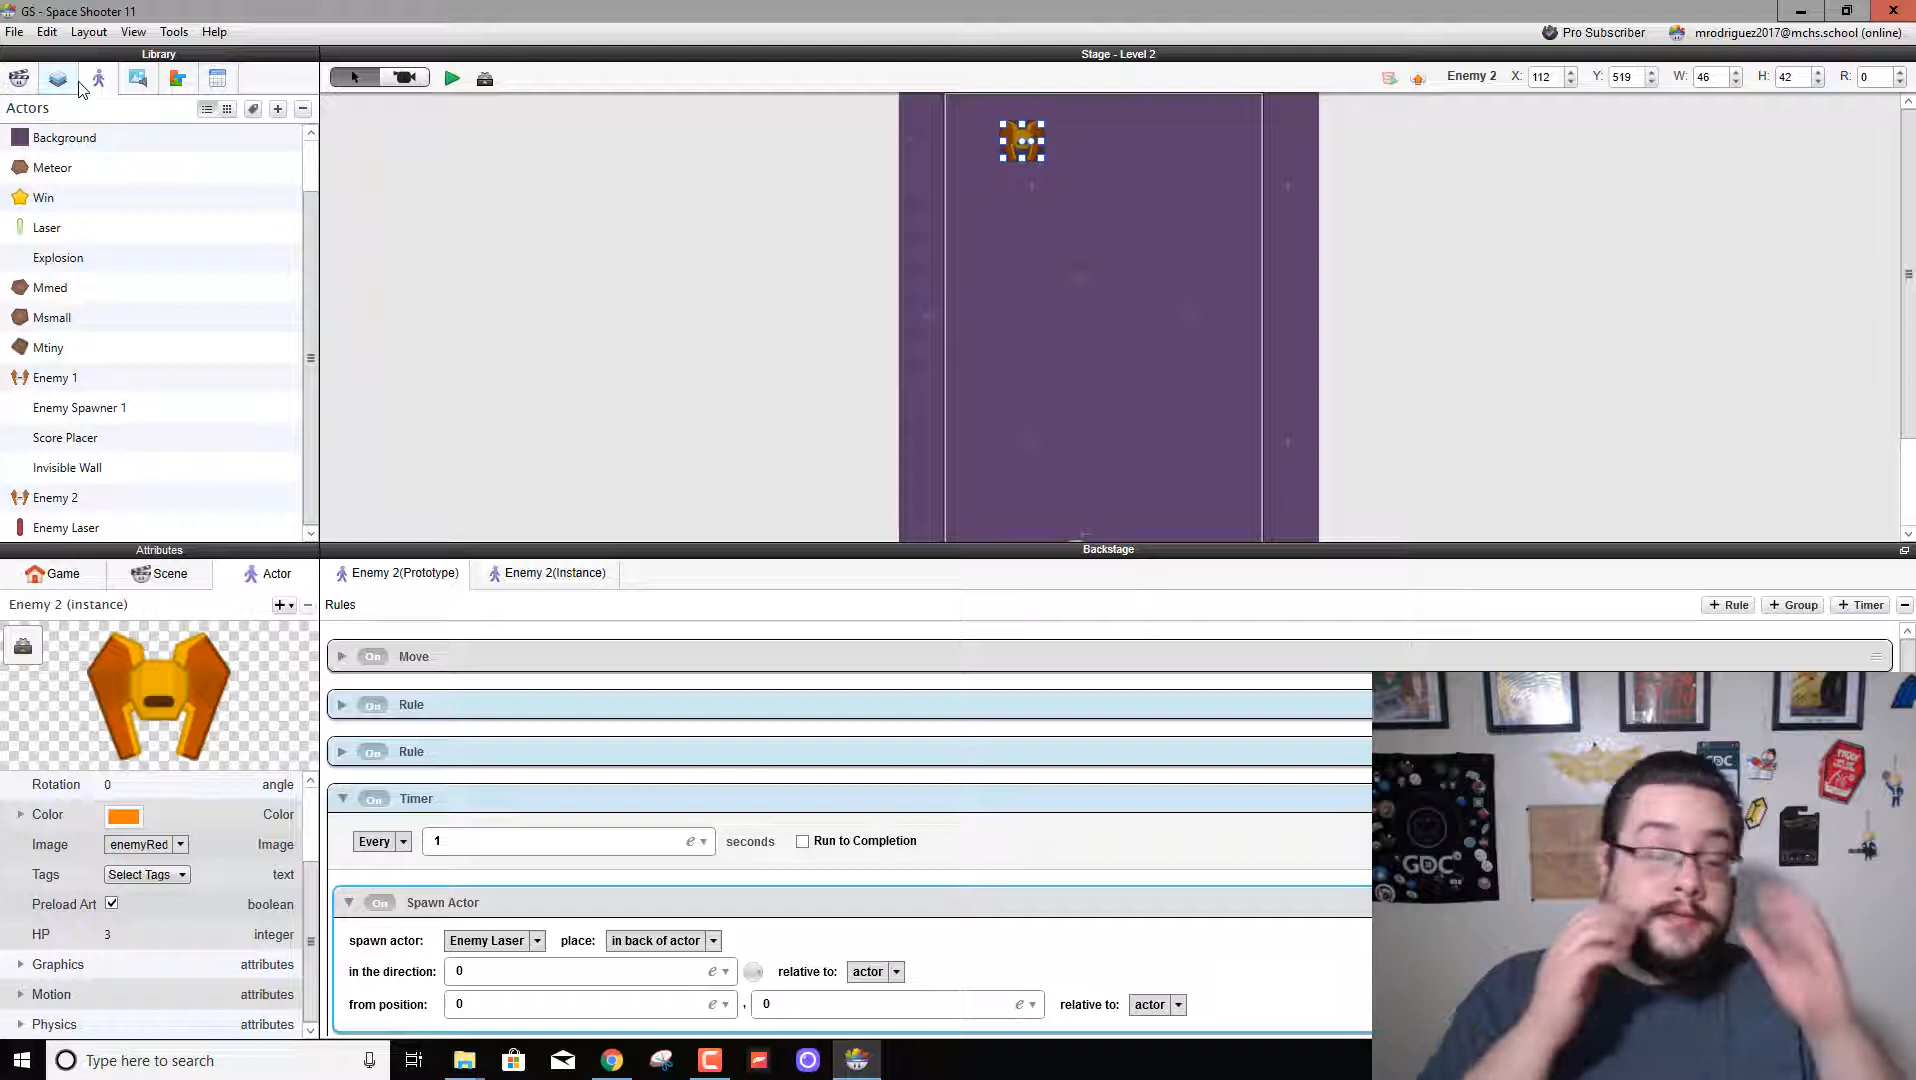 GS - Space Shooter 11
File Edit Layout View Tools Help
Pro Subscriber mrodriguez2017@mchs.school (online)
Library
Stage - Level 2
Enemy 2 X: 112 Y: 519 W: 46 H: 42 R: 0
Actors
Background
Meteor
Win
Laser
Explosion
Mmed
Msmall
Mtiny
Enemy 1
Enemy Spawner 1
Score Placer
Invisible Wall
Enemy 2
Enemy Laser
Attributes
Backstage
Game Scene Actor
Enemy 2(Prototype) Enemy 2(Instance)
Enemy 2 (instance)
Rules
+ Rule + Group + Timer
On Move
On Rule
On Rule
On Timer
Every 1 e seconds Run to Completion
On Spawn Actor
spawn actor: Enemy Laser place: in back of actor
in the direction: 0 e relative to: actor
from position: 0 e , 0 e relative to: actor
Rotation 0 angle
Color Color
Image enemyRed Image
Tags Select Tags text
Preload Art boolean
HP 3 integer
Graphics attributes
Motion attributes
Physics attributes
GDC
Type here to search